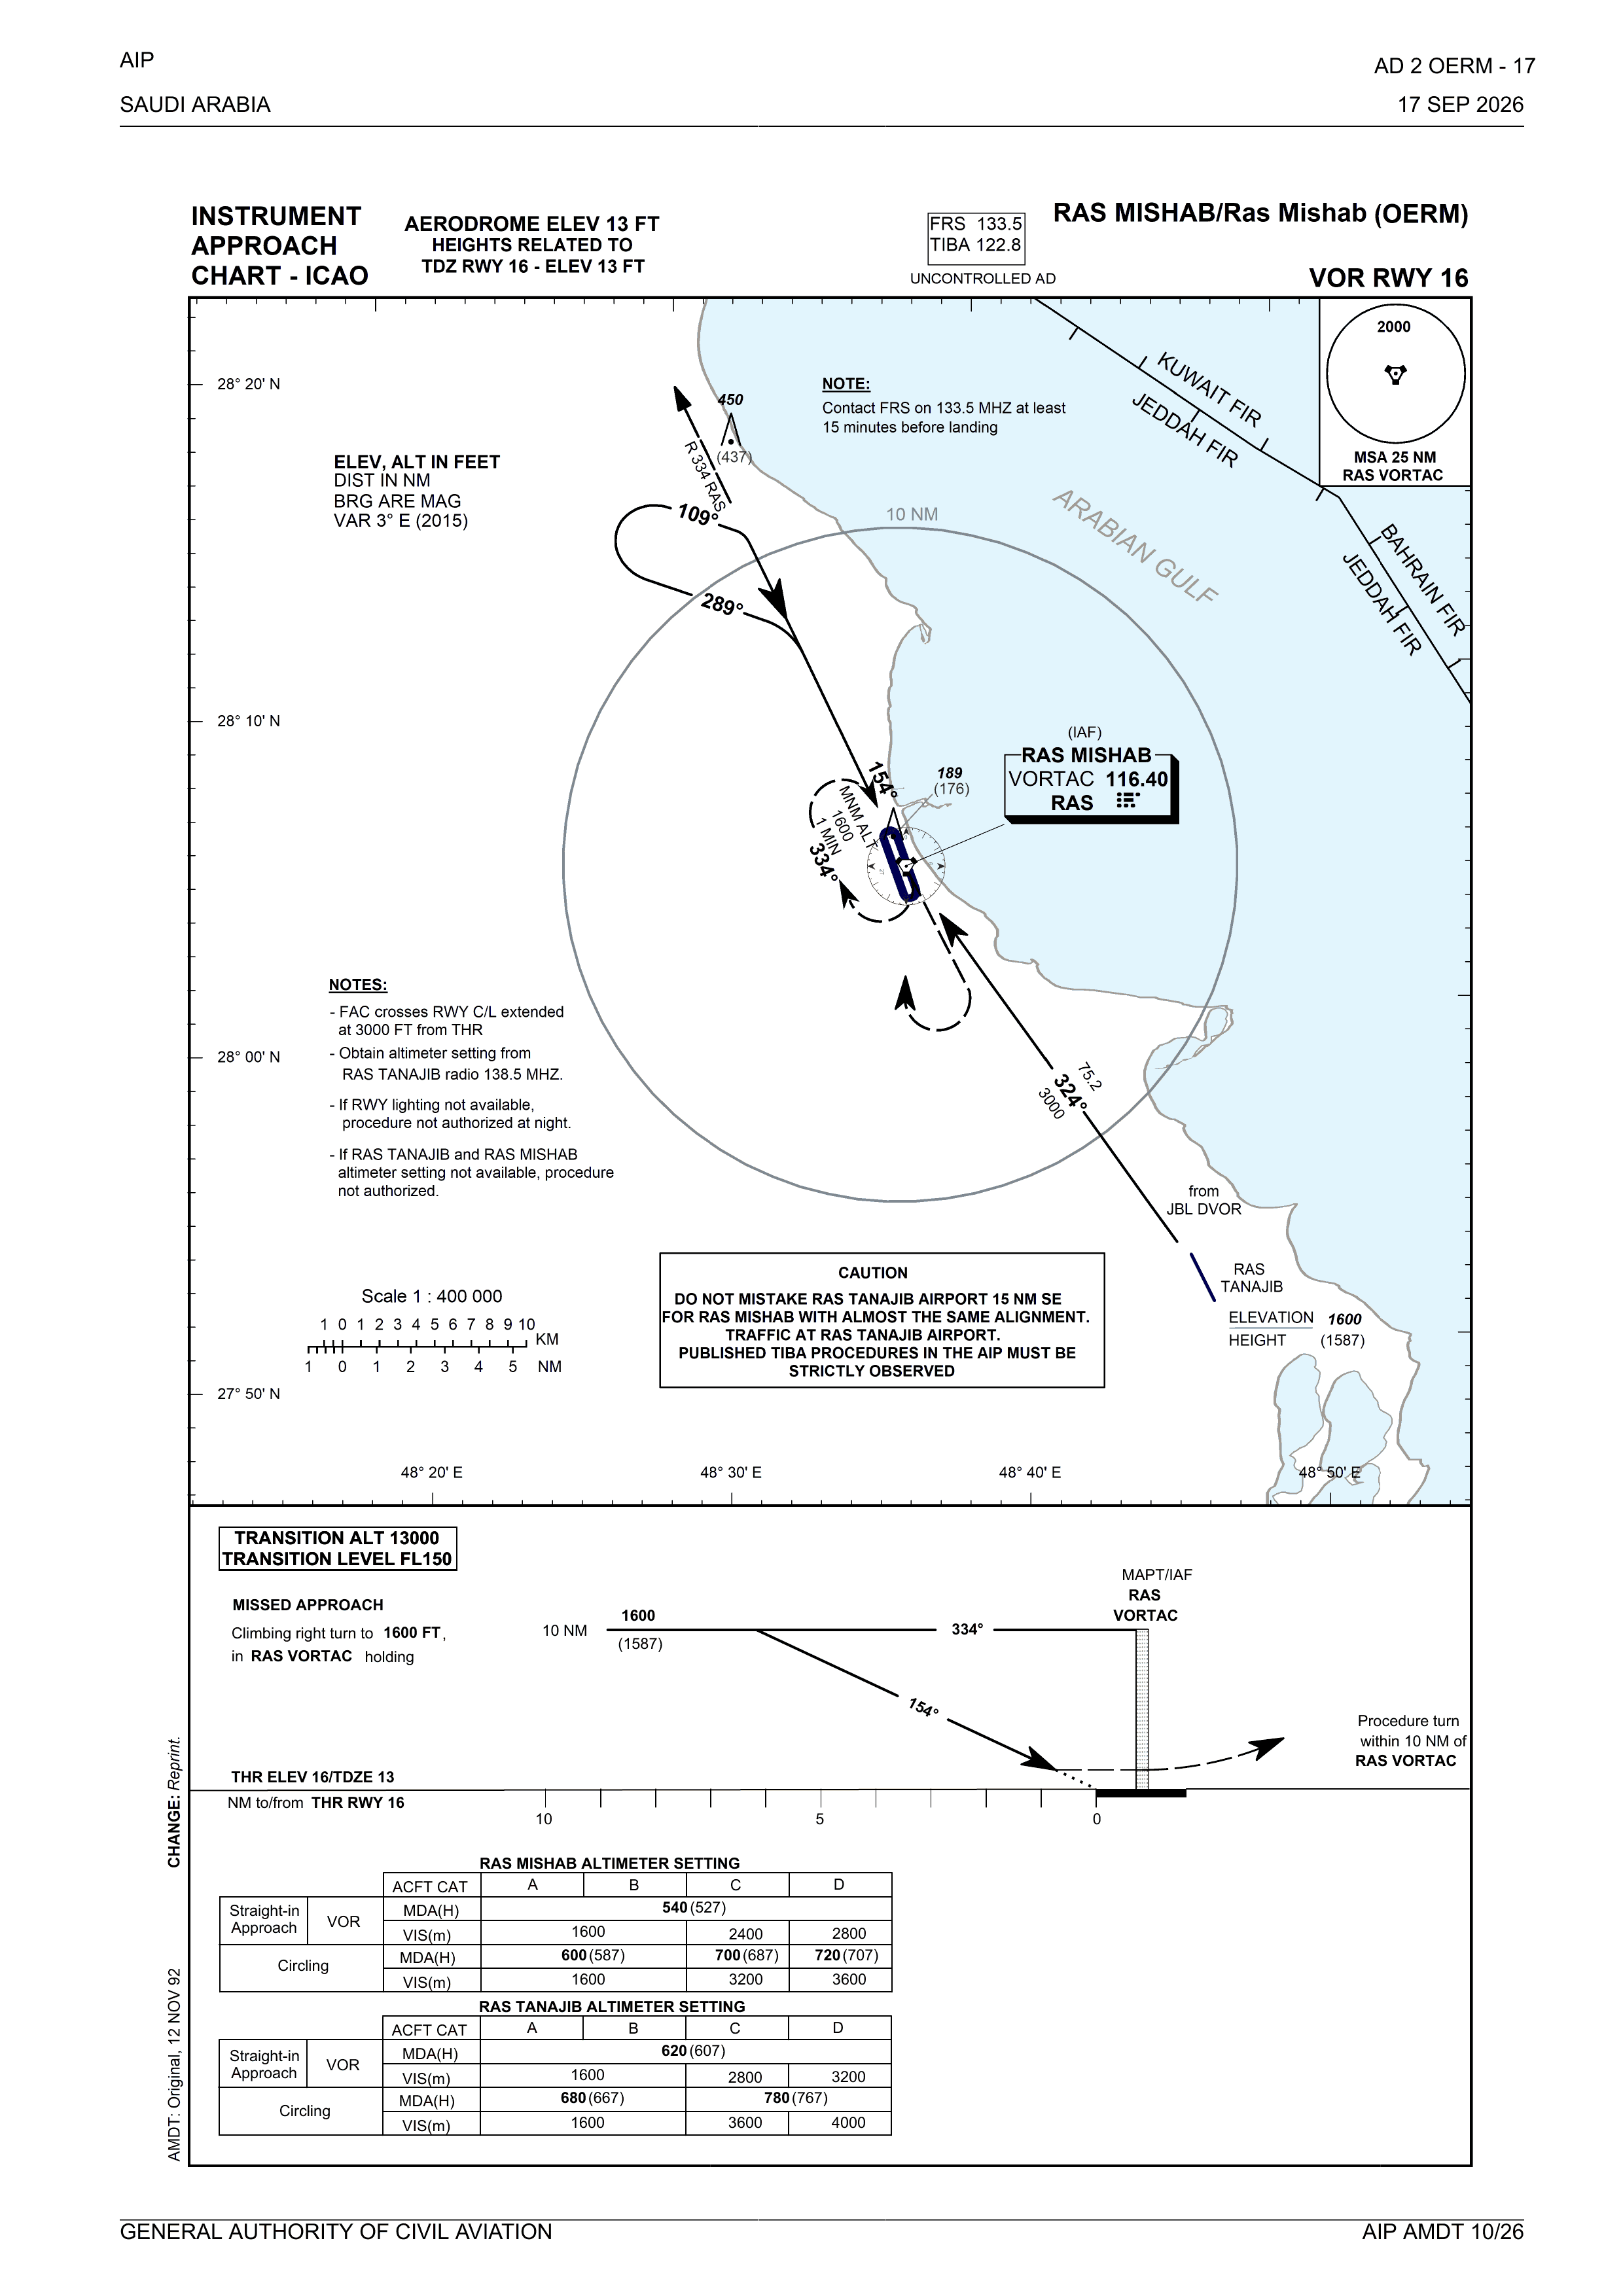 AIP
AD 2 OERM - 17
SAUDI ARABIA
17 SEP 2026
INSTRUMENT
APPROACH
CHART - ICAO
AERODROME ELEV 13 FT
HEIGHTS RELATED TO
TDZ RWY 16 - ELEV 13 FT
FRS 133.5
TIBA 122.8
UNCONTROLLED AD
RAS MISHAB/Ras Mishab (OERM)
VOR RWY 16
2000
MSA 25 NM
RAS VORTAC
KUWAIT FIR
JEDDAH FIR
BAHRAIN FIR
JEDDAH FIR
28° 20' N
NOTE:
Contact FRS on 133.5 MHZ at least
15 minutes before landing
450
(437)
R 334 RAS
ELEV, ALT IN FEET
DIST IN NM
BRG ARE MAG
VAR 3° E (2015)
109°
289°
10 NM
ARABIAN GULF
28° 10' N
(IAF)
RAS MISHAB
VORTAC 116.40
RAS
189
(176)
154°
MNM ALT
1600
1 MIN
334°
NOTES:
- FAC crosses RWY C/L extended
at 3000 FT from THR
- Obtain altimeter setting from
RAS TANAJIB radio 138.5 MHZ.
- If RWY lighting not available,
procedure not authorized at night.
- If RAS TANAJIB and RAS MISHAB
altimeter setting not available, procedure
not authorized.
28° 00' N
75.2
324°
3000
from
JBL DVOR
RAS
TANAJIB
ELEVATION 1600
HEIGHT (1587)
CAUTION
DO NOT MISTAKE RAS TANAJIB AIRPORT 15 NM SE
FOR RAS MISHAB WITH ALMOST THE SAME ALIGNMENT.
TRAFFIC AT RAS TANAJIB AIRPORT.
PUBLISHED TIBA PROCEDURES IN THE AIP MUST BE
STRICTLY OBSERVED
Scale 1 : 400 000
1 0 1 2 3 4 5 6 7 8 9 10 KM
1 0 1 2 3 4 5 NM
27° 50' N
48° 20' E
48° 30' E
48° 40' E
48° 50' E
TRANSITION ALT 13000
TRANSITION LEVEL FL150
MISSED APPROACH
Climbing right turn to 1600 FT,
in RAS VORTAC holding
10 NM
1600
(1587)
334°
154°
MAPT/IAF
RAS
VORTAC
Procedure turn
within 10 NM of
RAS VORTAC
THR ELEV 16/TDZE 13
NM to/from THR RWY 16
10 5 0
RAS MISHAB ALTIMETER SETTING
ACFT CAT A B C D
Straight-in Approach VOR MDA(H) 540(527)
VIS(m) 1600 2400 2800
Circling MDA(H) 600(587) 700(687) 720(707)
VIS(m) 1600 3200 3600
RAS TANAJIB ALTIMETER SETTING
ACFT CAT A B C D
Straight-in Approach VOR MDA(H) 620(607)
VIS(m) 1600 2800 3200
Circling MDA(H) 680(667) 780(767)
VIS(m) 1600 3600 4000
CHANGE: Reprint.
AMDT: Original, 12 NOV 92
GENERAL AUTHORITY OF CIVIL AVIATION
AIP AMDT 10/26